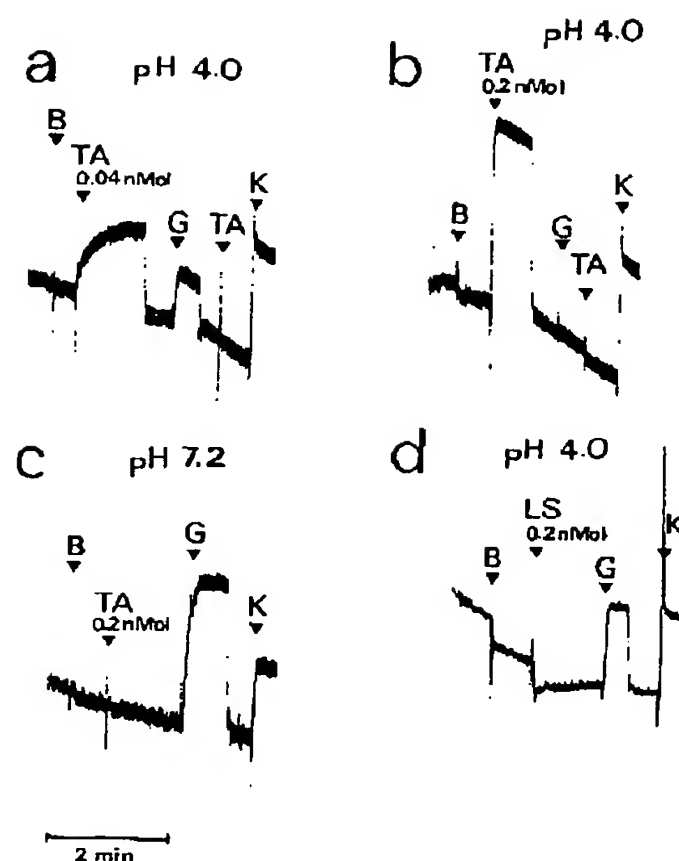 a pH 4.0
B
TA
0.04 nMol
G TA K
b pH 4.0
TA
0.2 nMol
B G K
TA
c pH 7.2
B G
TA K
0.2 nMol
d pH 4.0
LS
0.2 nMol
B G K
2 min